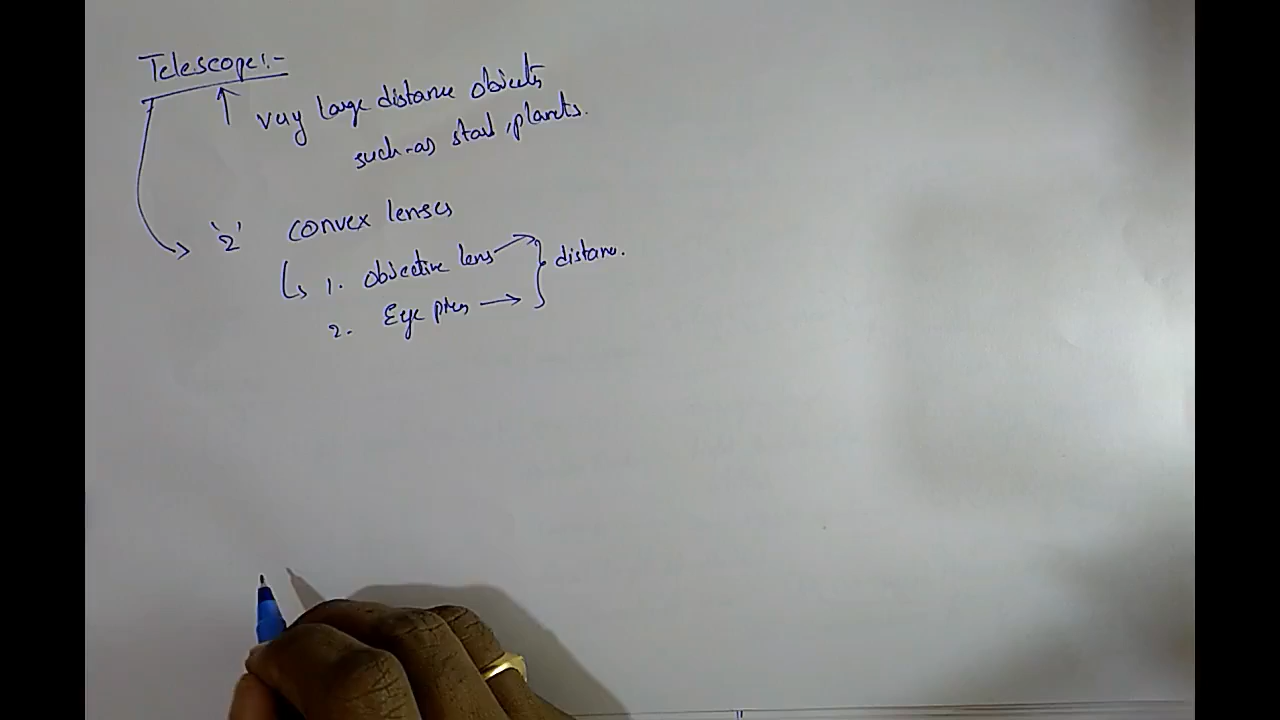 Telescope:-
very large distance objects
such-as stars, planets.
'2' convex lenses
1. Objective lens distance.
2. Eye piece